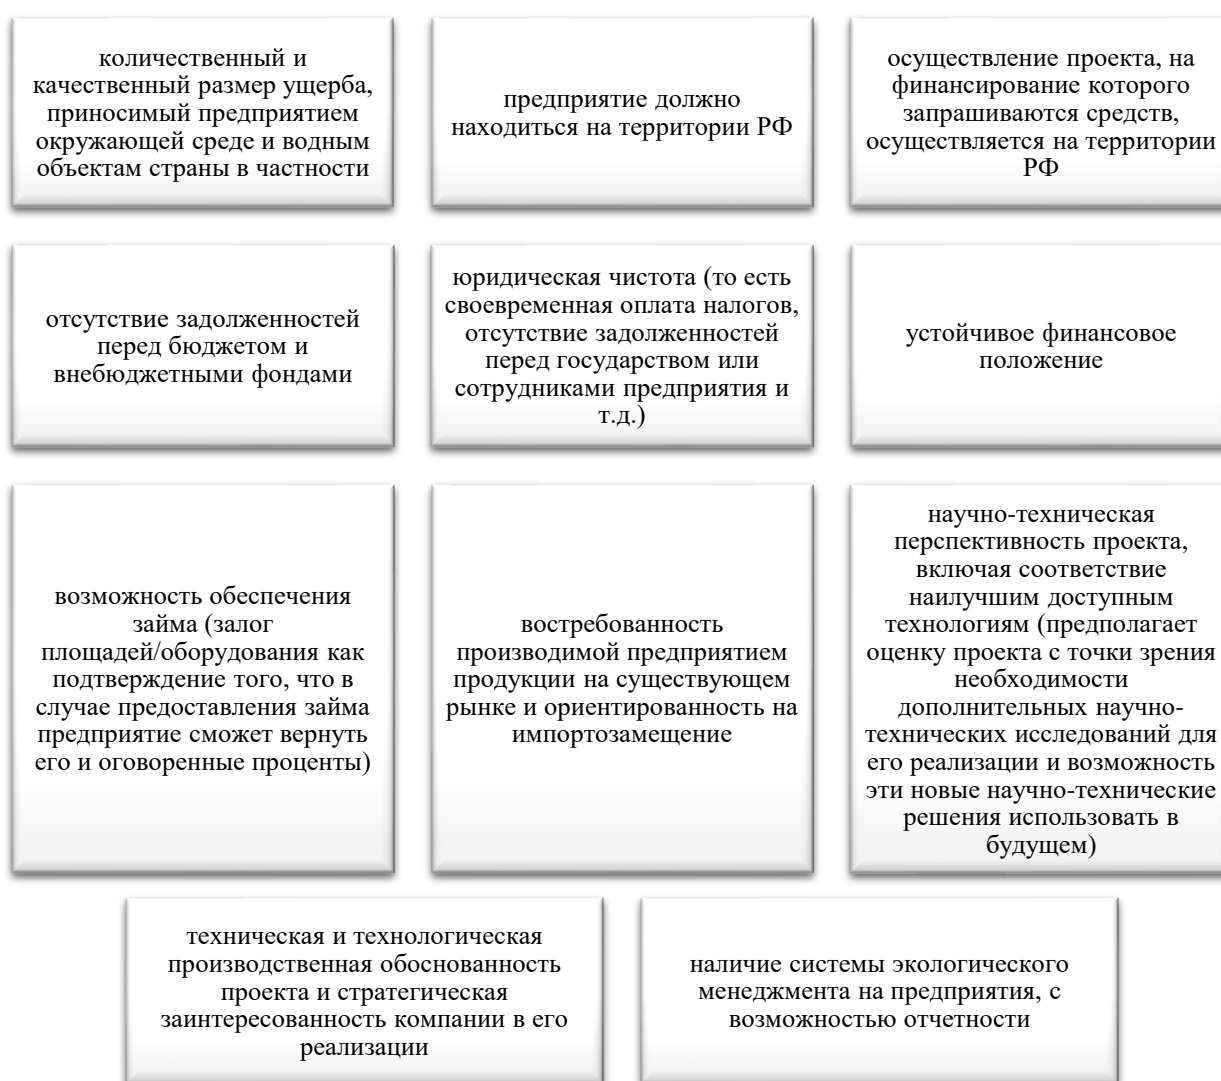 количественный и
качественный размер ущерба,
приносимый предприятием
окружающей среде и водным
объектам страны в частности
предприятие должно
находиться на территории РФ
осуществление проекта, на
финансирование которого
запрашиваются средств,
осуществляется на территории
РФ
отсутствие задолженностей
перед бюджетом и
внебюджетными фондами
юридическая чистота (то есть
своевременная оплата налогов,
отсутствие задолженностей
перед государством или
сотрудниками предприятия и
т.д.)
устойчивое финансовое
положение
возможность обеспечения
займа (залог
площадей/оборудования как
подтверждение того, что в
случае предоставления займа
предприятие сможет вернуть
его и оговоренные проценты)
востребованность
производимой предприятием
продукции на существующем
рынке и ориентированность на
импортозамещение
научно-техническая
перспективность проекта,
включая соответствие
наилучшим доступным
технологиям (предполагает
оценку проекта с точки зрения
необходимости
дополнительных научно-
технических исследований для
его реализации и возможность
эти новые научно-технические
решения использовать в
будущем)
техническая и технологическая
производственная обоснованность
проекта и стратегическая
заинтересованность компании в его
реализации
наличие системы экологического
менеджмента на предприятия, с
возможностью отчетности